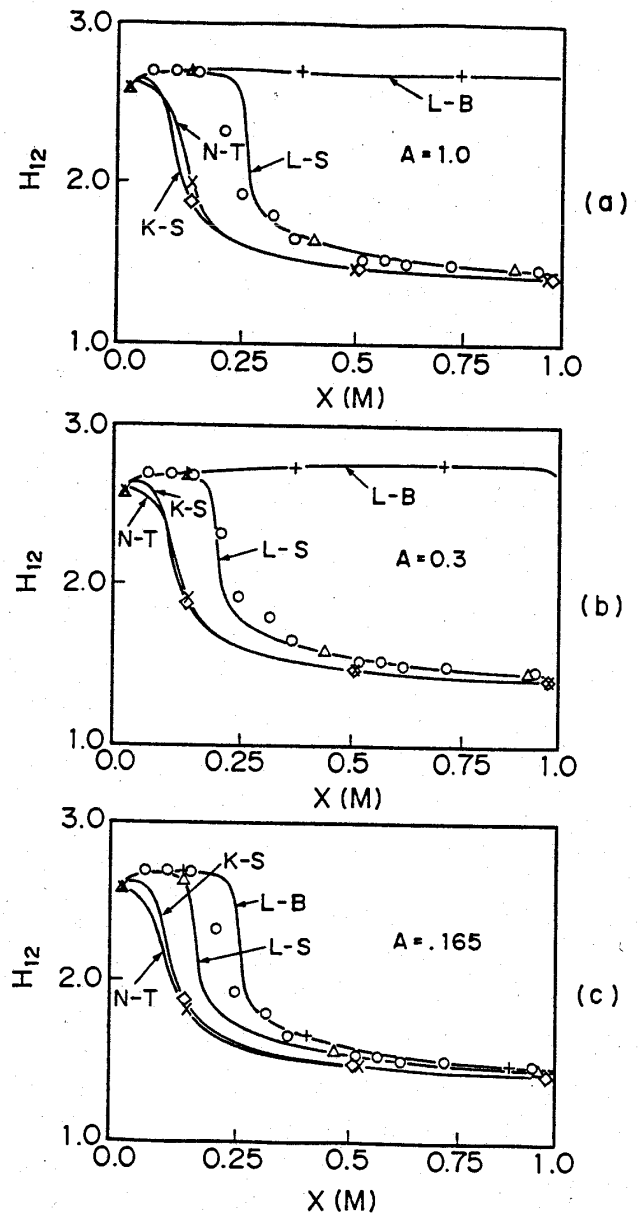 3.0
L-B
N-T
L-S
A = 1.0
H12
2.0
K-S
(a)
1.0
0.0 0.25 0.5 0.75 1.0
X (M)
3.0
K-S
L-B
N-T
L-S
A = 0.3
H12
2.0
(b)
1.0
0.0 0.25 0.5 0.75 1.0
X (M)
3.0
K-S
L-B
L-S
A = .165
H12
2.0
N-T
(c)
1.0
0.0 0.25 0.5 0.75 1.0
X (M)